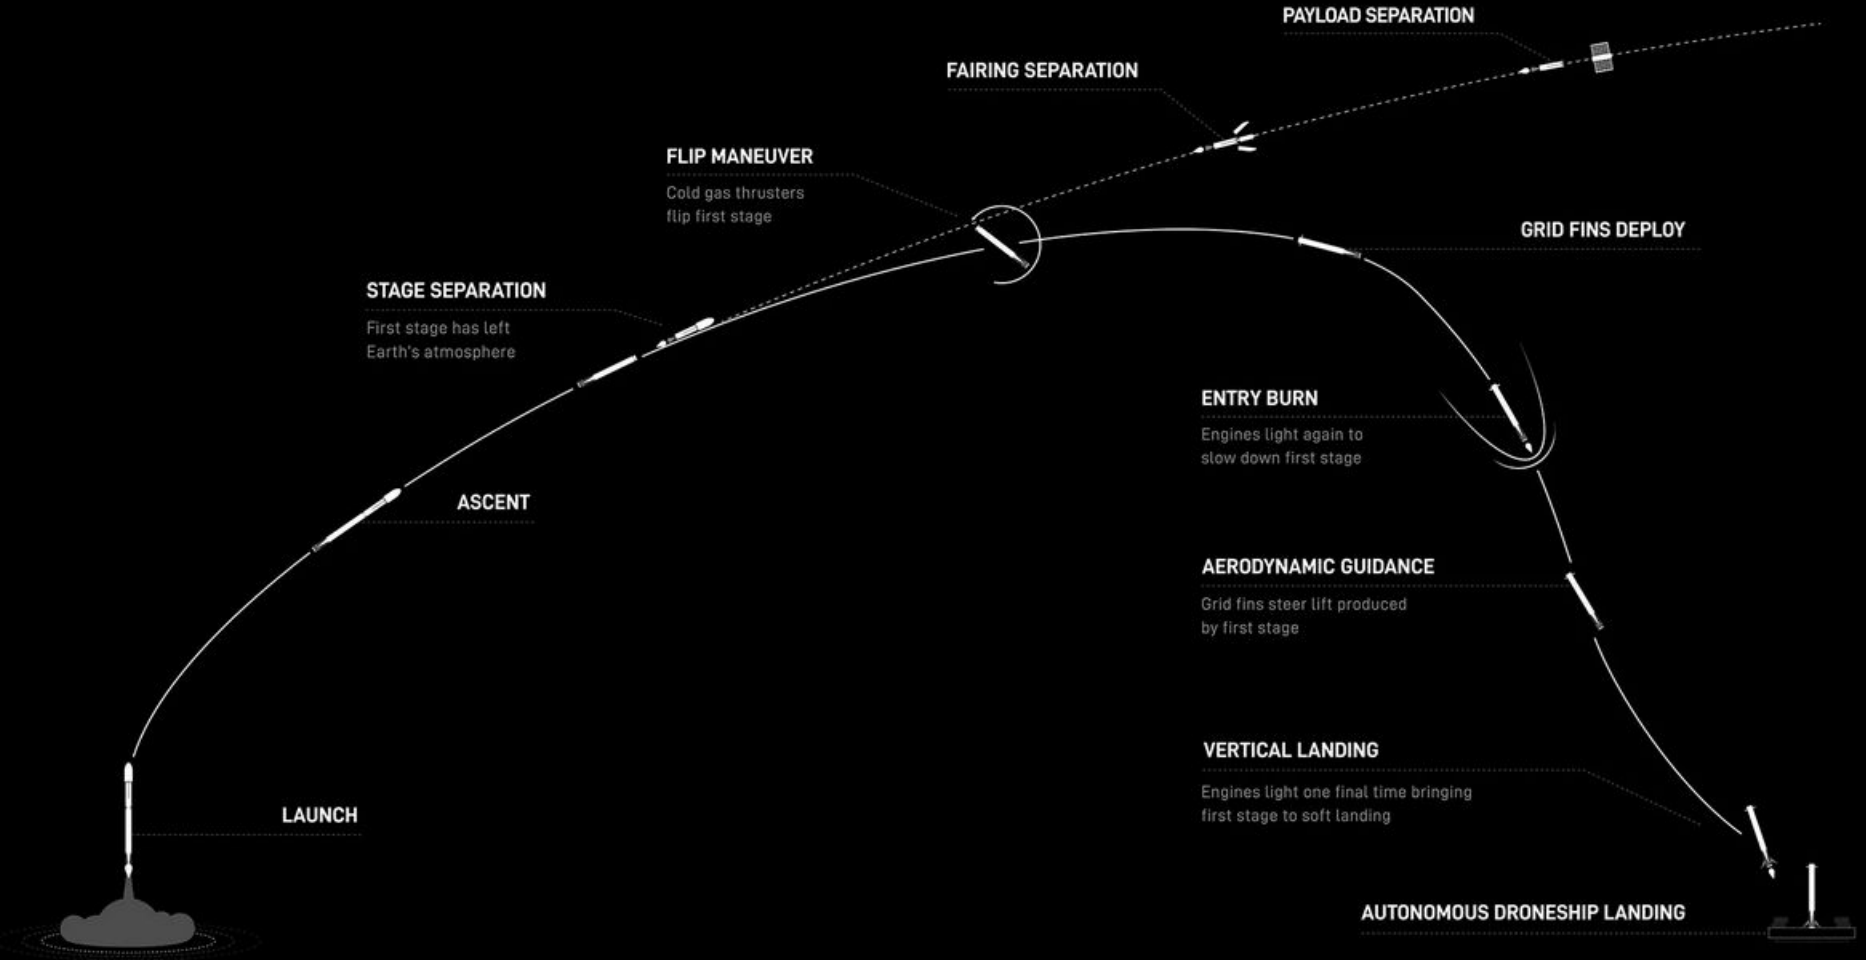 PAYLOAD SEPARATION
FAIRING SEPARATION
FLIP MANEUVER
Cold gas thrusters
flip first stage
GRID FINS DEPLOY
STAGE SEPARATION
First stage has left
Earth's atmosphere
ENTRY BURN
Engines light again to
slow down first stage
ASCENT
AERODYNAMIC GUIDANCE
Grid fins steer lift produced
by first stage
VERTICAL LANDING
Engines light one final time bringing
first stage to soft landing
LAUNCH
AUTONOMOUS DRONESHIP LANDING